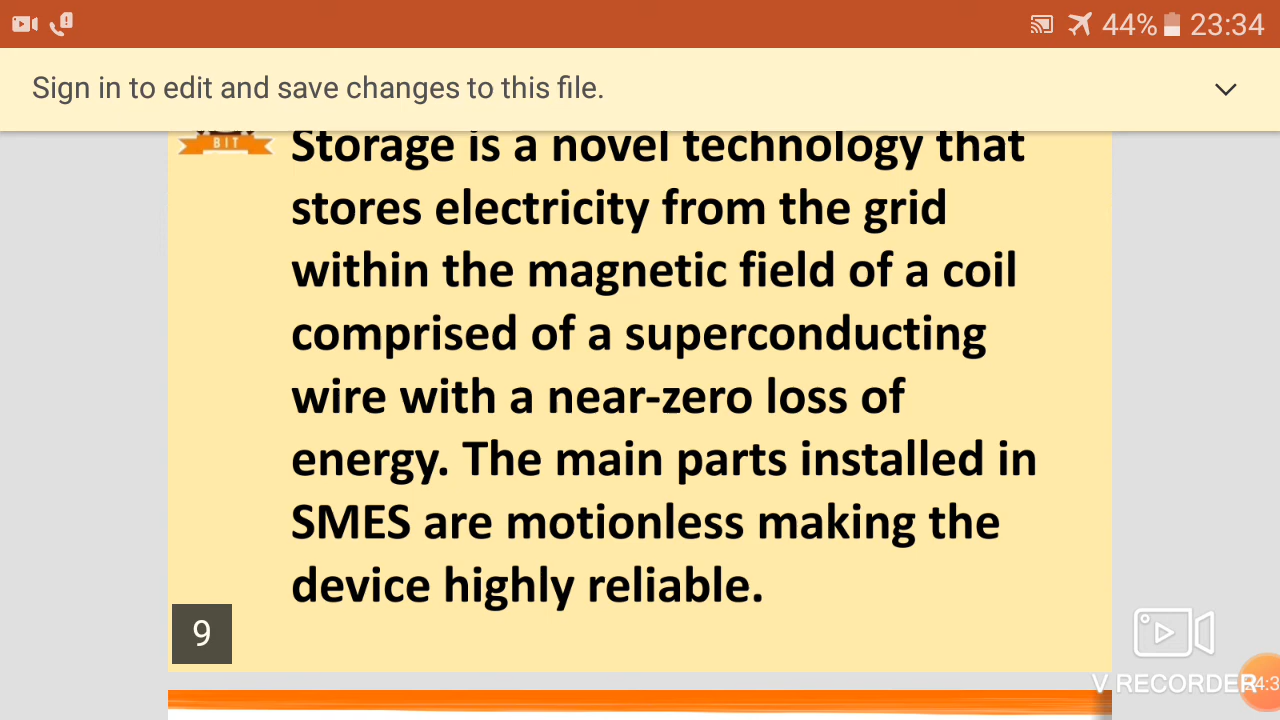 44% 23:34
Sign in to edit and save changes to this file.
BIT
Storage is a novel technology that
stores electricity from the grid
within the magnetic field of a coil
comprised of a superconducting
wire with a near-zero loss of
energy. The main parts installed in
SMES are motionless making the
device highly reliable.
9
V RECORDER